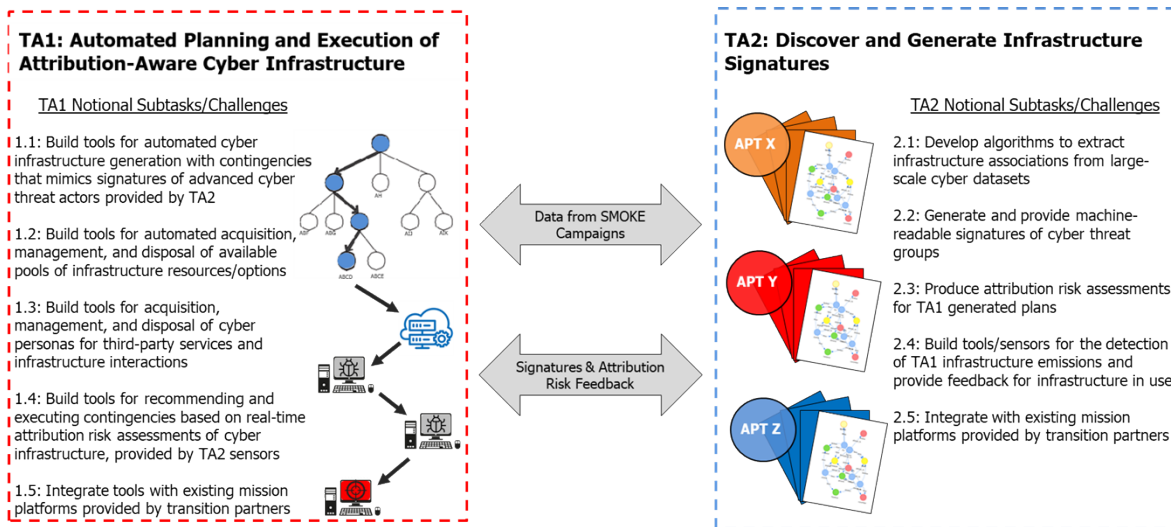 TA1: Automated Planning and Execution of
Attribution-Aware Cyber Infrastructure
TA1 Notional Subtasks/Challenges
1.1: Build tools for automated cyber
infrastructure generation with contingencies
that mimics signatures of advanced cyber
threat actors provided by TA2
1.2: Build tools for automated acquisition,
management, and disposal of available
pools of infrastructure resources/options
1.3: Build tools for acquisition,
management, and disposal of cyber
personas for third-party services and
infrastructure interactions
1.4: Build tools for recommending and
executing contingencies based on real-time
attribution risk assessments of cyber
infrastructure, provided by TA2 sensors
1.5: Integrate tools with existing mission
platforms provided by transition partners
AH
ABF
ABG
AIJ
AIK
ABCD
ABCE
Data from SMOKE
Campaigns
Signatures & Attribution
Risk Feedback
TA2: Discover and Generate Infrastructure
Signatures
APT X
APT Y
APT Z
TA2 Notional Subtasks/Challenges
2.1: Develop algorithms to extract
infrastructure associations from large-
scale cyber datasets
2.2: Generate and provide machine-
readable signatures of cyber threat
groups
2.3: Produce attribution risk assessments
for TA1 generated plans
2.4: Build tools/sensors for the detection
of TA1 infrastructure emissions and
provide feedback for infrastructure in use
2.5: Integrate with existing mission
platforms provided by transition partners